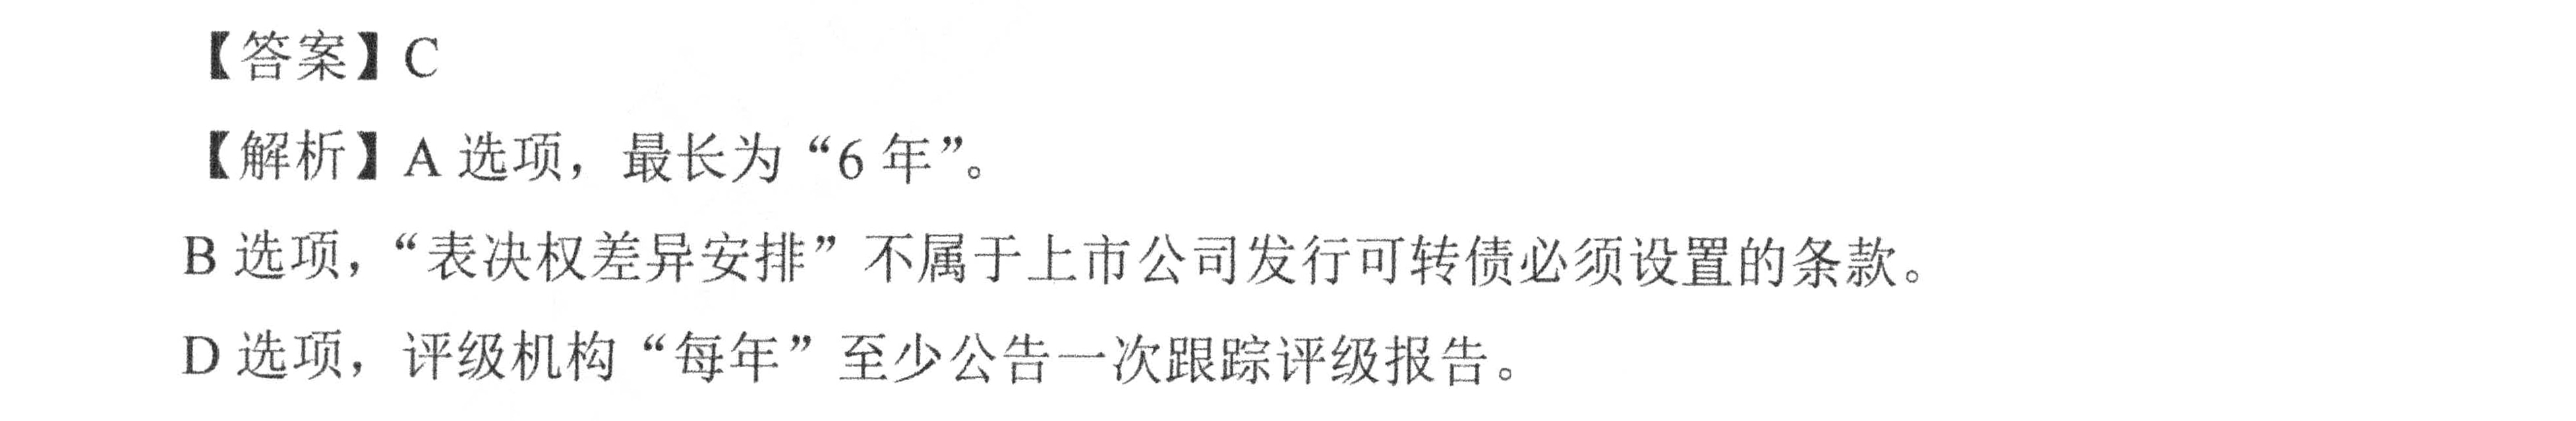 【答案】C
【解析】A 选项，最长为“6 年”。
B 选项，“表决权差异安排”不属于上市公司发行可转债必须设置的条款。
D 选项，评级机构“每年”至少公告一次跟踪评级报告。